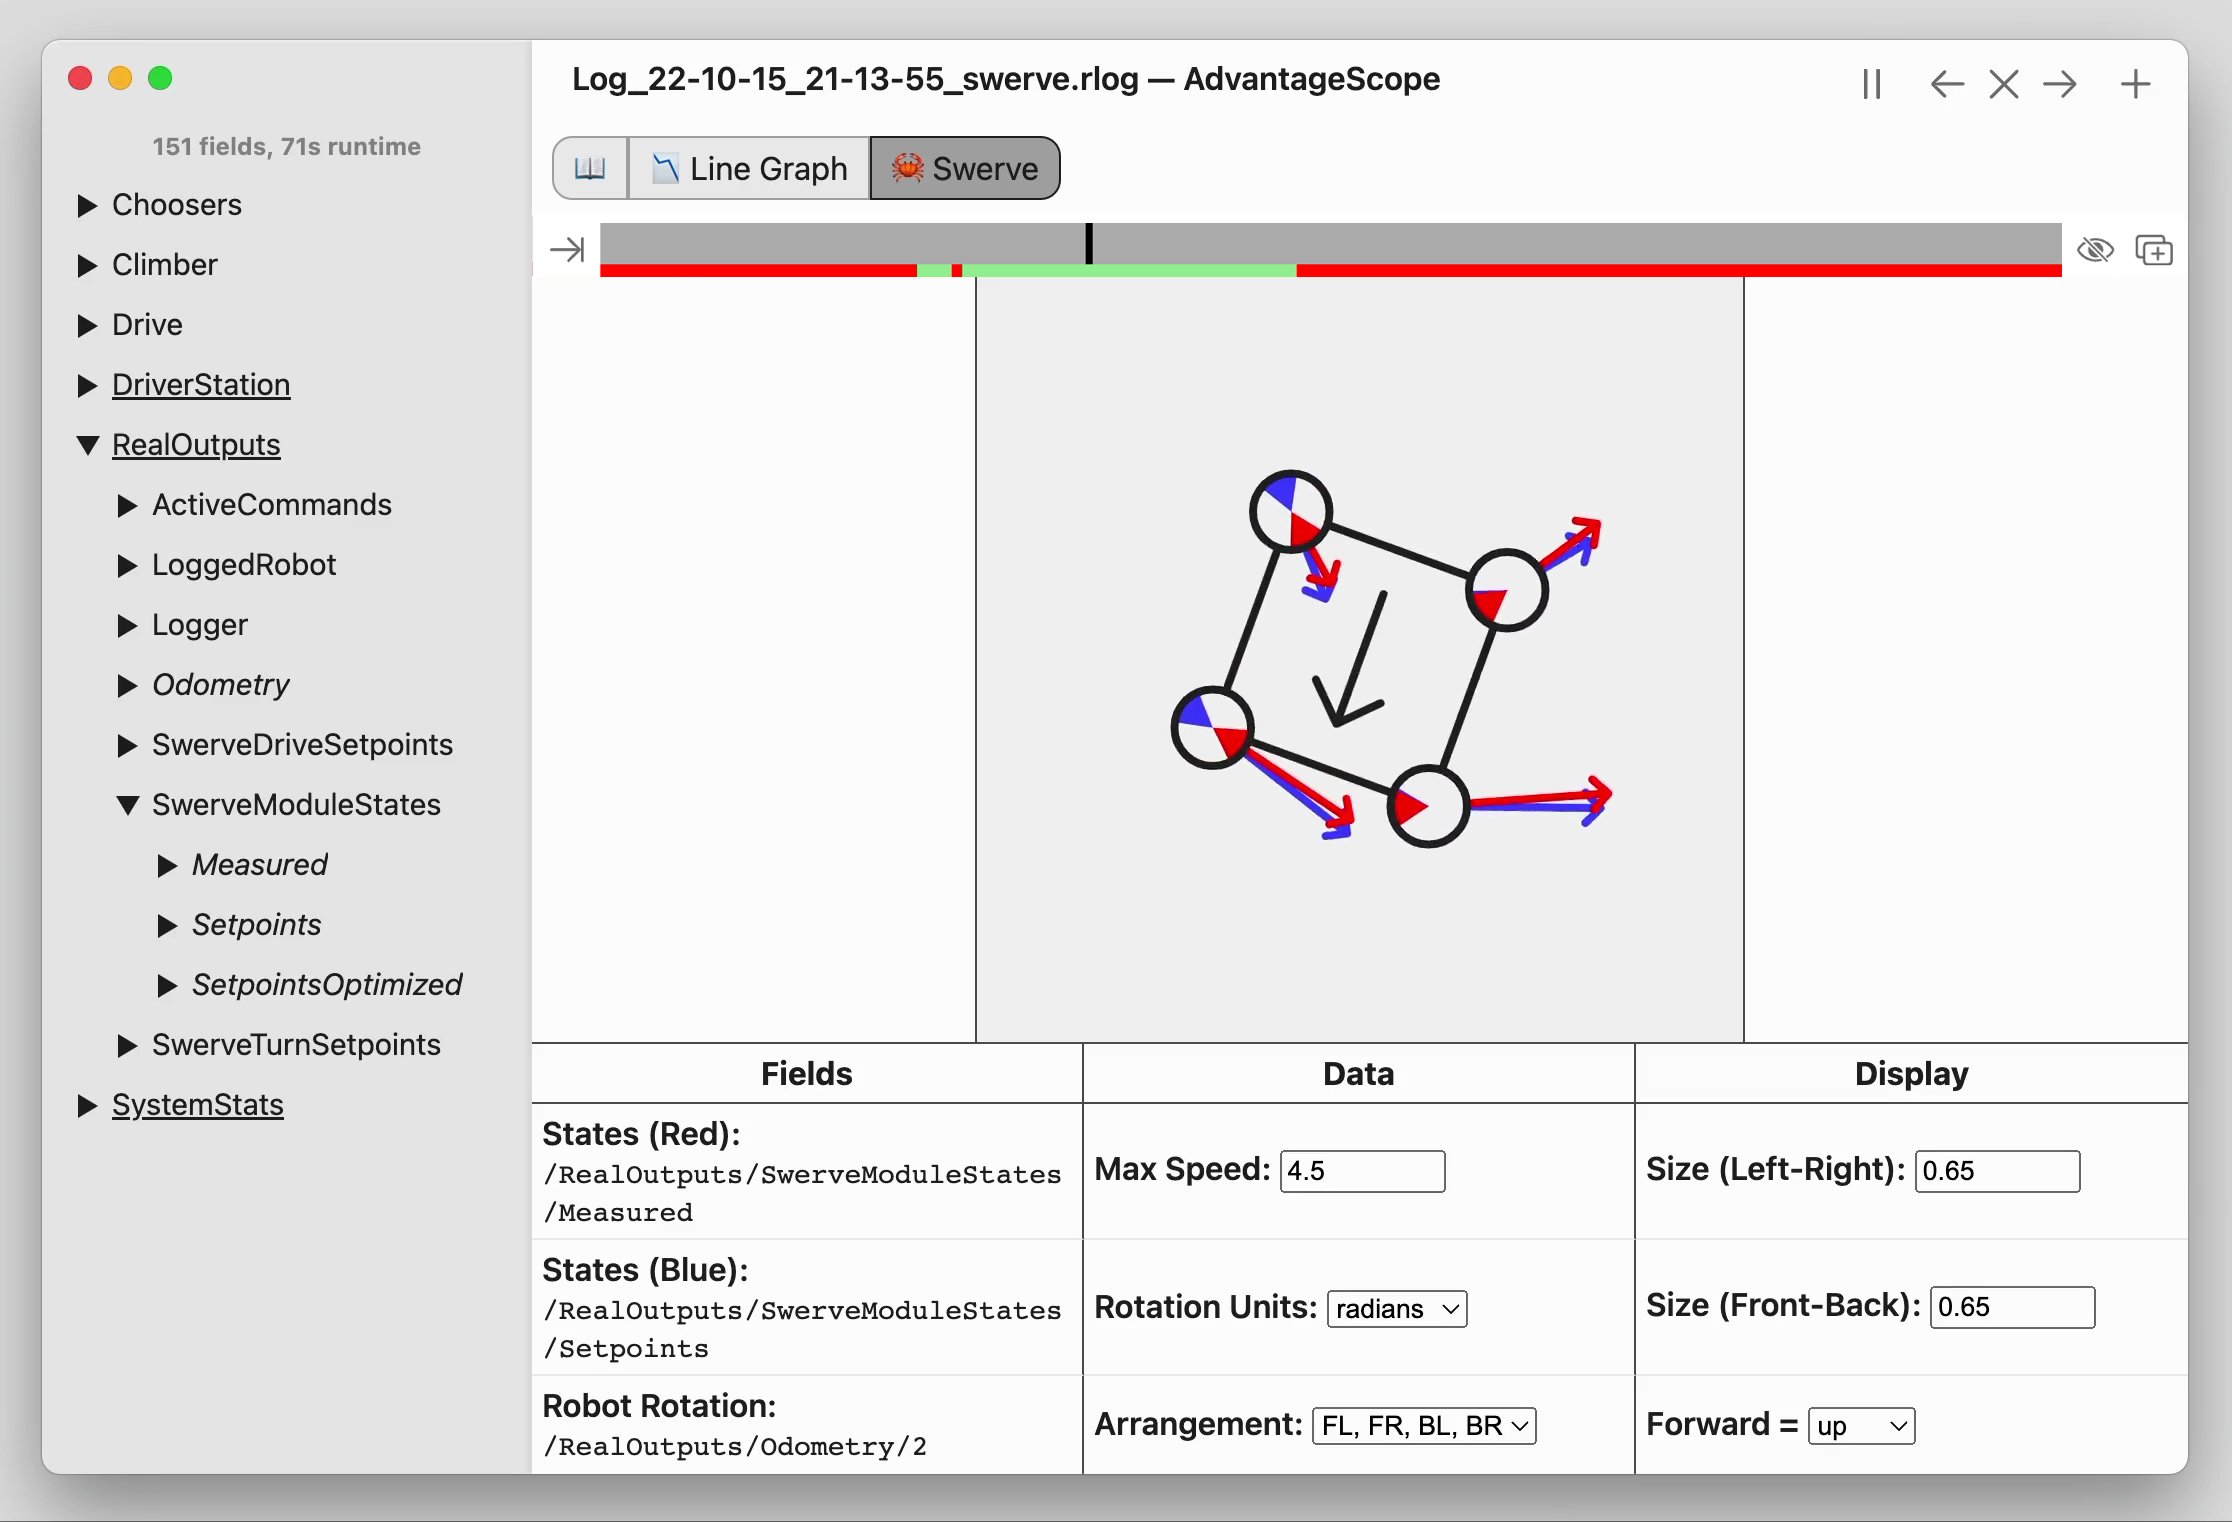 Log_22-10-15_21-13-55_swerve.rlog — AdvantageScope
151 fields, 71s runtime
Choosers
Climber
Drive
DriverStation
RealOutputs
ActiveCommands
LoggedRobot
Logger
Odometry
SwerveDriveSetpoints
SwerveModuleStates
Measured
Setpoints
SetpointsOptimized
SwerveTurnSetpoints
SystemStats
Line Graph
Swerve
Fields
Data
Display
States (Red):
/RealOutputs/SwerveModuleStates
/Measured
Max Speed: 4.5
Size (Left-Right): 0.65
States (Blue):
/RealOutputs/SwerveModuleStates
/Setpoints
Rotation Units: radians
Size (Front-Back): 0.65
Robot Rotation:
/RealOutputs/Odometry/2
Arrangement: FL, FR, BL, BR
Forward = up